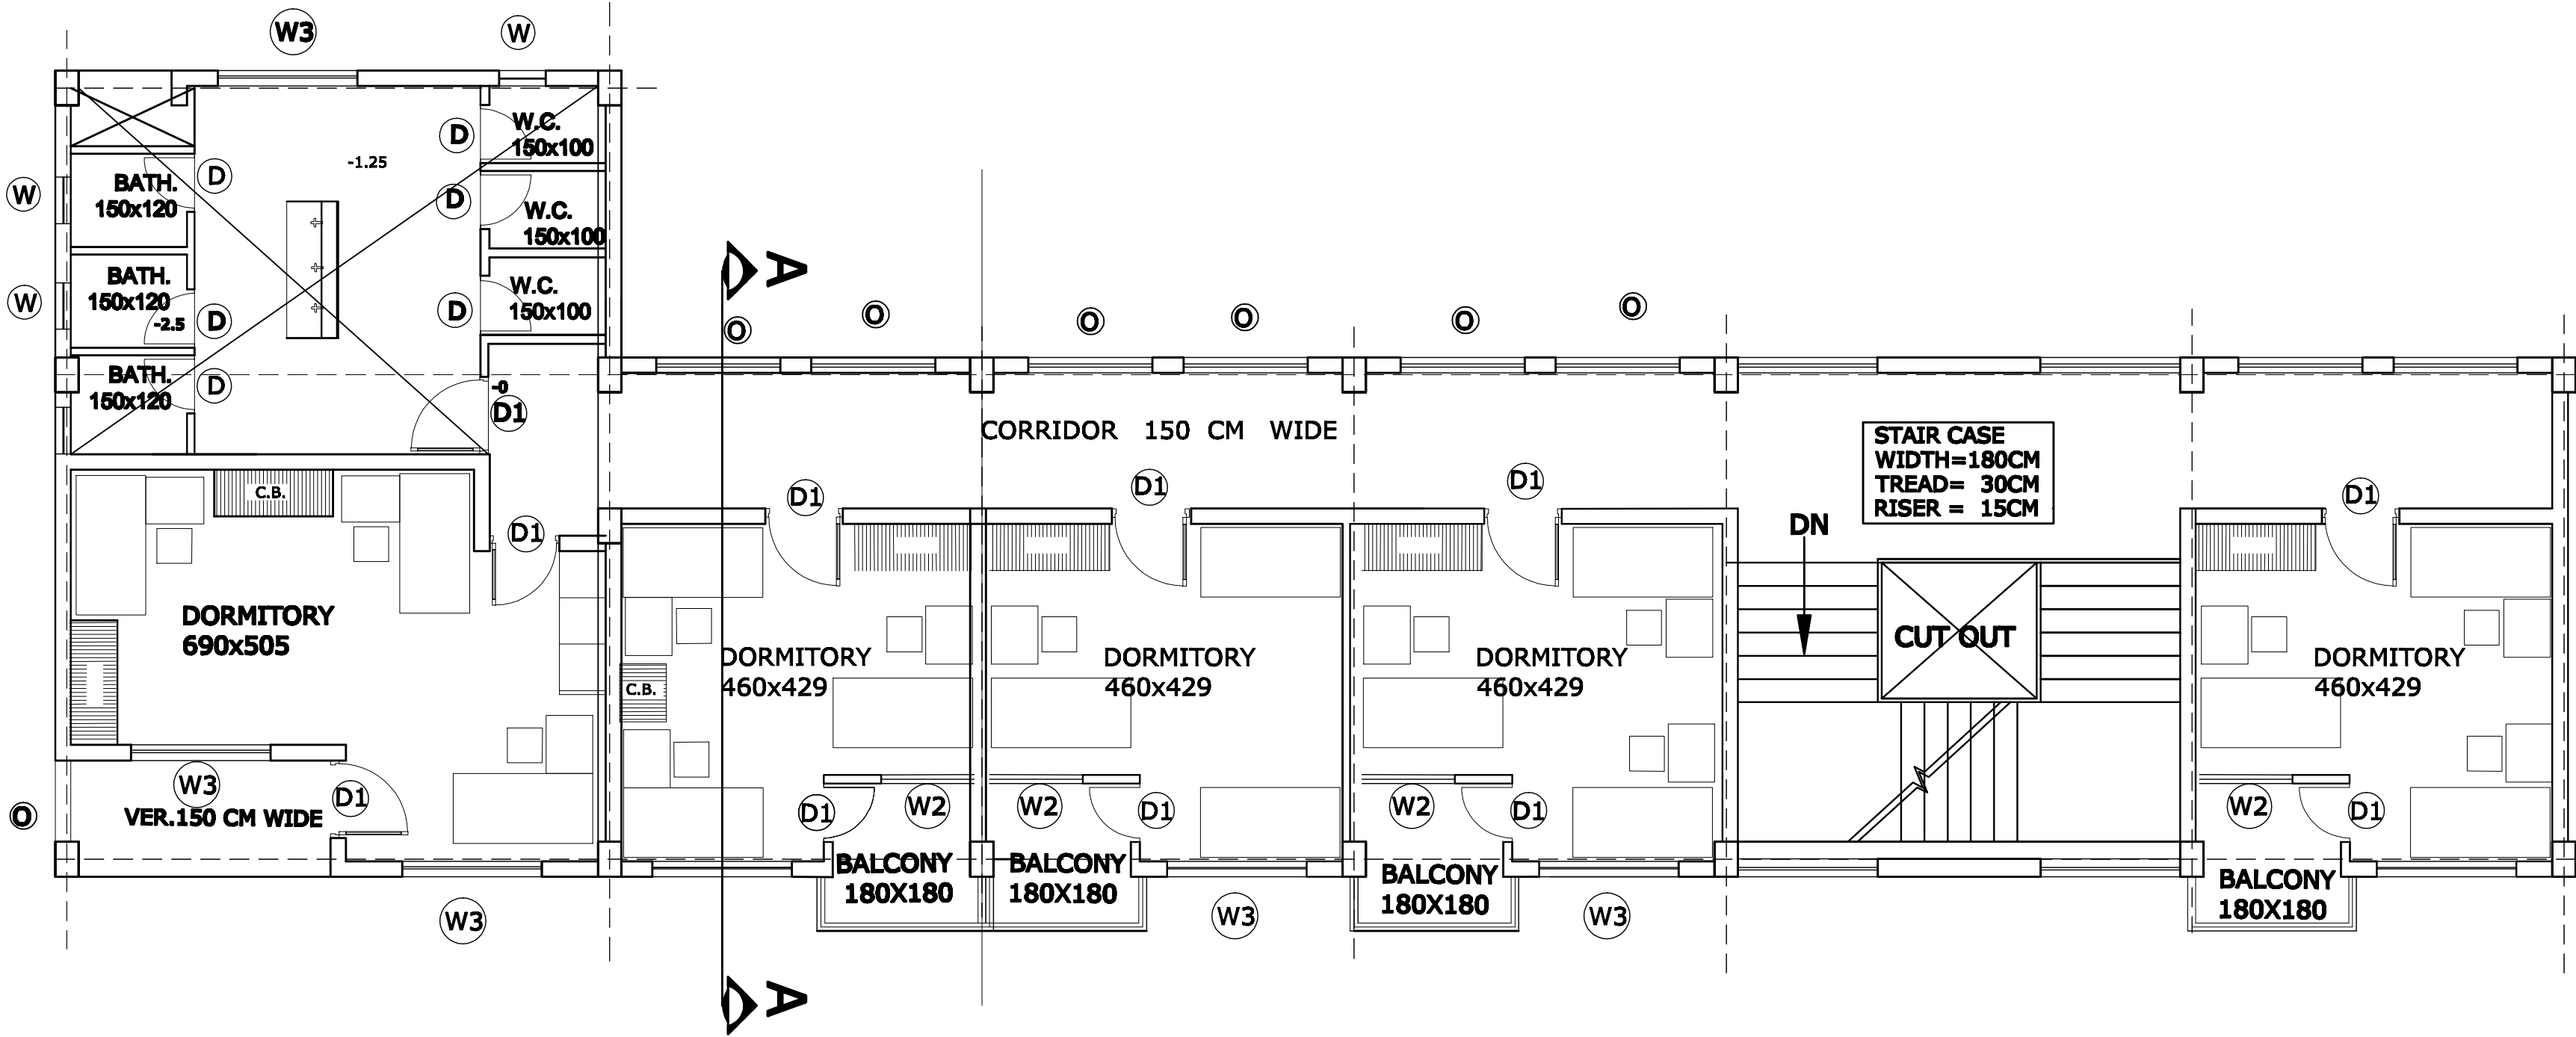 W3
W
W.C.
150x100
D
-1.25
D
BATH.
150x120
W
D
W.C.
150x100
BATH.
150x120
W
-2.5
D
D
W.C.
150x100
BATH.
150x120
D
-0
D1
A
O
O
O
O
O
O
CORRIDOR 150 CM WIDE
STAIR CASE
WIDTH=180CM
TREAD= 30CM
RISER = 15CM
C.B.
D1
D1
D1
D1
D1
DN
DORMITORY
690x505
C.B.
DORMITORY
460x429
DORMITORY
460x429
DORMITORY
460x429
CUT OUT
DORMITORY
460x429
W3
D1
VER.150 CM WIDE
O
D1
W2
W2
D1
W2
D1
W2
D1
BALCONY
180X180
BALCONY
180X180
BALCONY
180X180
BALCONY
180X180
W3
W3
W3
A